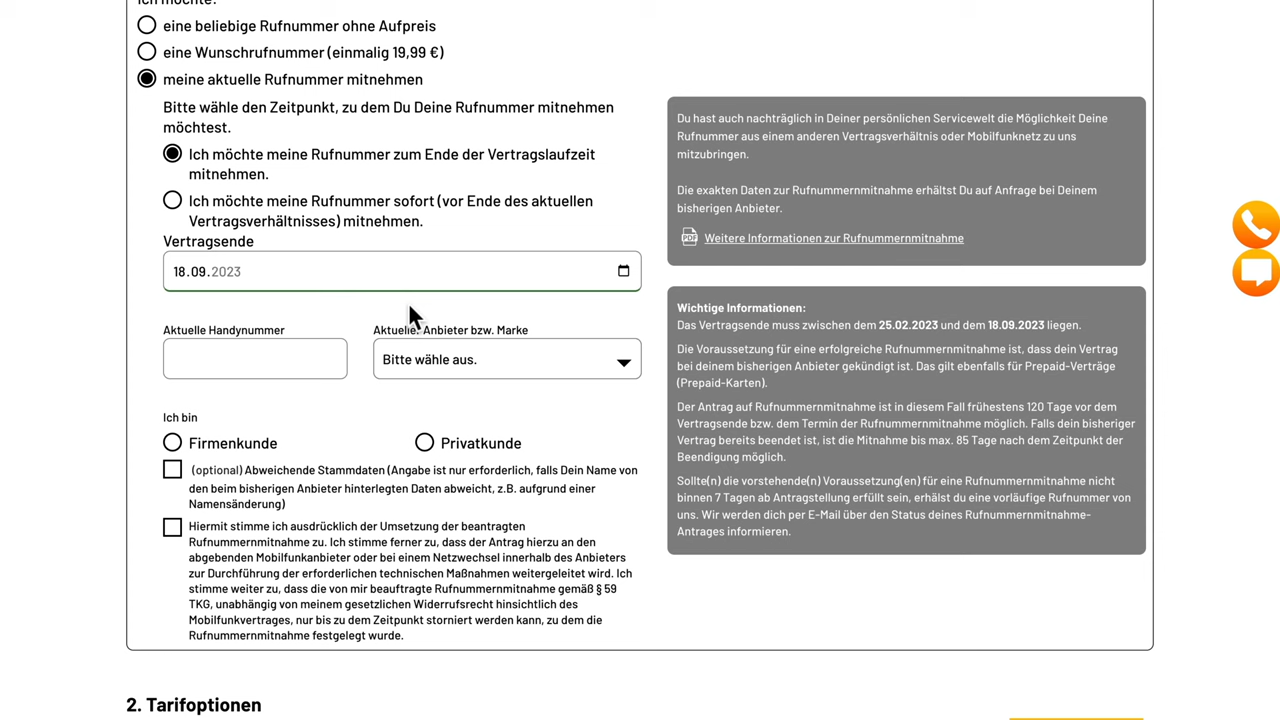 Ich möchte:
eine beliebige Rufnummer ohne Aufpreis
eine Wunschrufnummer (einmalig 19,99 €)
meine aktuelle Rufnummer mitnehmen
Bitte wähle den Zeitpunkt, zu dem Du Deine Rufnummer mitnehmen
möchtest.
Ich möchte meine Rufnummer zum Ende der Vertragslaufzeit
mitnehmen.
Ich möchte meine Rufnummer sofort (vor Ende des aktuellen
Vertragsverhältnisses) mitnehmen.
Vertragsende
18.09.2023
Aktuelle Handynummer
Aktueller Anbieter bzw. Marke
Bitte wähle aus.
Ich bin
Firmenkunde
Privatkunde
(optional) Abweichende Stammdaten (Angabe ist nur erforderlich, falls Dein Name von
den beim bisherigen Anbieter hinterlegten Daten abweicht, z.B. aufgrund einer
Namensänderung)
Hiermit stimme ich ausdrücklich der Umsetzung der beantragten
Rufnummernmitnahme zu. Ich stimme ferner zu, dass der Antrag hierzu an den
abgebenden Mobilfunkanbieter oder bei einem Netzwechsel innerhalb des Anbieters
zur Durchführung der erforderlichen technischen Maßnahmen weitergeleitet wird. Ich
stimme weiter zu, dass die von mir beauftragte Rufnummernmitnahme gemäß § 59
TKG, unabhängig von meinem gesetzlichen Widerrufsrecht hinsichtlich des
Mobilfunkvertrages, nur bis zu dem Zeitpunkt storniert werden kann, zu dem die
Rufnummernmitnahme festgelegt wurde.
Du hast auch nachträglich in Deiner persönlichen Servicewelt die Möglichkeit Deine
Rufnummer aus einem anderen Vertragsverhältnis oder Mobilfunknetz zu uns
mitzubringen.
Die exakten Daten zur Rufnummernmitnahme erhältst Du auf Anfrage bei Deinem
bisherigen Anbieter.
PDF Weitere Informationen zur Rufnummernmitnahme
Wichtige Informationen:
Das Vertragsende muss zwischen dem 25.02.2023 und dem 18.09.2023 liegen.
Die Voraussetzung für eine erfolgreiche Rufnummernmitnahme ist, dass dein Vertrag
bei deinem bisherigen Anbieter gekündigt ist. Das gilt ebenfalls für Prepaid-Verträge
(Prepaid-Karten).
Der Antrag auf Rufnummernmitnahme ist in diesem Fall frühestens 120 Tage vor dem
Vertragsende bzw. dem Termin der Rufnummernmitnahme möglich. Falls dein bisheriger
Vertrag bereits beendet ist, ist die Mitnahme bis max. 85 Tage nach dem Zeitpunkt der
Beendigung möglich.
Sollte(n) die vorstehende(n) Voraussetzung(en) für eine Rufnummernmitnahme nicht
binnen 7 Tagen ab Antragstellung erfüllt sein, erhälst du eine vorläufige Rufnummer von
uns. Wir werden dich per E-Mail über den Status deines Rufnummernmitnahme-
Antrages informieren.
2. Tarifoptionen